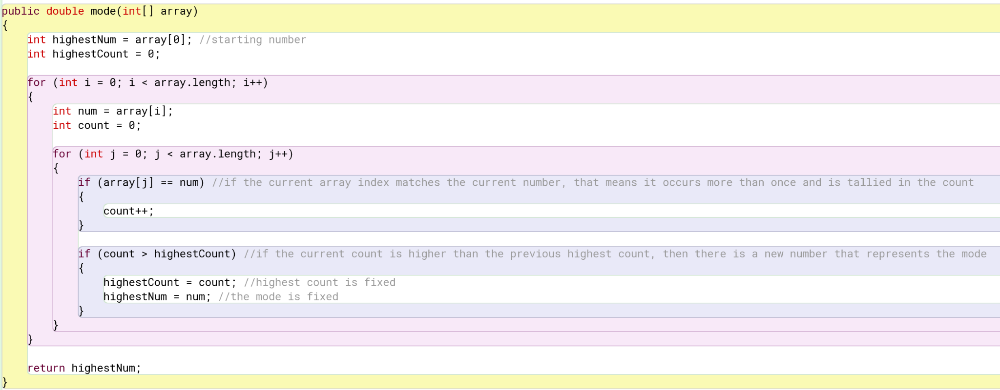 public double mode(int[] array)
{
    int highestNum = array[0]; //starting number
    int highestCount = 0;

    for (int i = 0; i < array.length; i++)
    {
        int num = array[i];
        int count = 0;

        for (int j = 0; j < array.length; j++)
        {
            if (array[j] == num) //if the current array index matches the current number, that means it occurs more than once and is tallied in the count
            {
                count++;
            }

            if (count > highestCount) //if the current count is higher than the previous highest count, then there is a new number that represents the mode
            {
                highestCount = count; //highest count is fixed
                highestNum = num; //the mode is fixed
            }
        }
    }

    return highestNum;
}